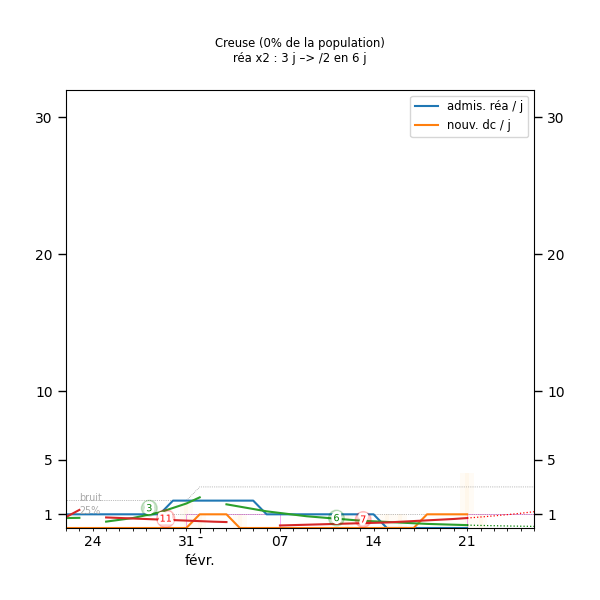 Creuse (0% de la population)
réa x2 : 3 j –> /2 en 6 j
admis. réa / j
nouv. dc / j
30 30
20 20
10 10
5 5
1 1
bruit
25%
3
11
6
7
24 31 - 07 14 21
févr.